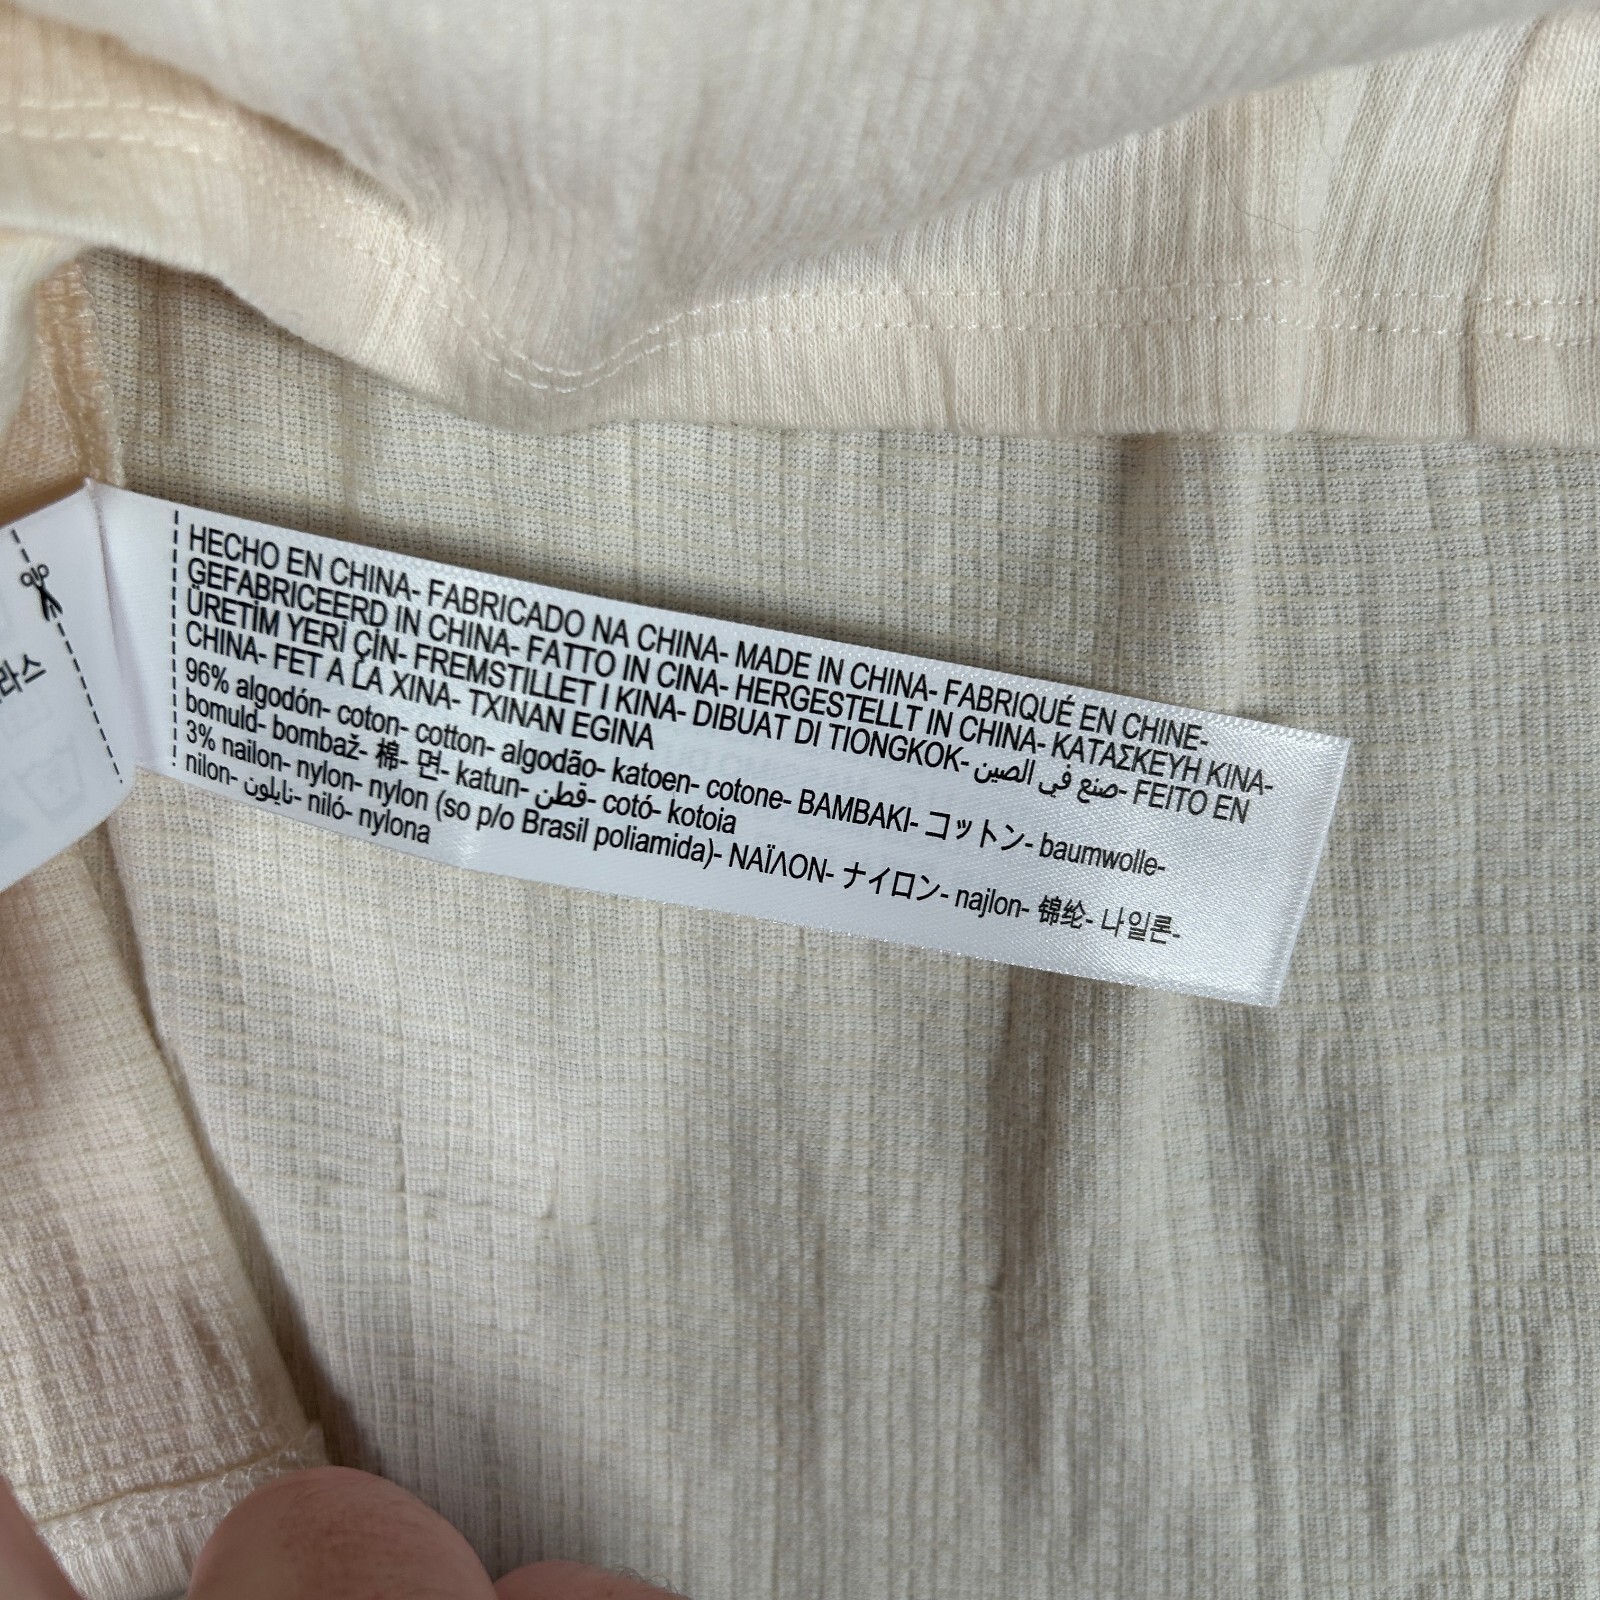 HECHO EN CHINA- FABRICADO NA CHINA- MADE IN CHINA- FABRIQUÉ EN CHINE-
GEFABRICEERD IN CHINA- FATTO IN CINA- HERGESTELLT IN CHINA- ΚΑΤΑΣΚΕΥΗ ΚΙΝΑ-
ÜRETİM YERİ ÇİN- FREMSTILLET I KINA- DIBUAT DI TIONGKOK- صنع في الصين- FEITO EN
CHINA- FET A LA XINA- TXINAN EGINA
96% algodón- coton- cotton- algodão- katoen- cotone- BAMBAKI- コットン- baumwolle-
bomuld- bombaž- 棉- 면- katun- قطن- cotó- kotoia
3% nailon- nylon- nylon (so p/o Brasil poliamida)- ΝΑΪΛΟΝ- ナイロン- najlon- 锦纶- 나일론-
nilon- نايلون- niló- nylona
라스